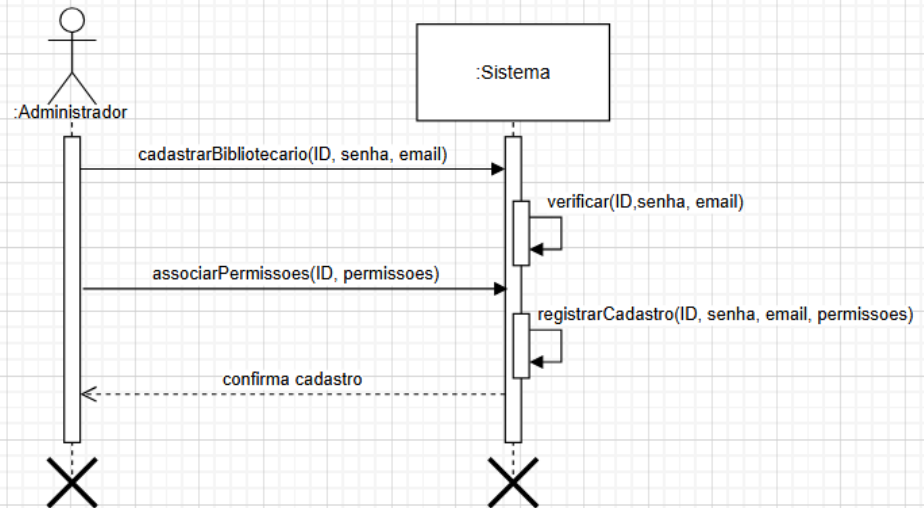 :Sistema
:Administrador
cadastrarBibliotecario(ID, senha, email)
verificar(ID,senha, email)
associarPermissoes(ID, permissoes)
registrarCadastro(ID, senha, email, permissoes)
confirma cadastro